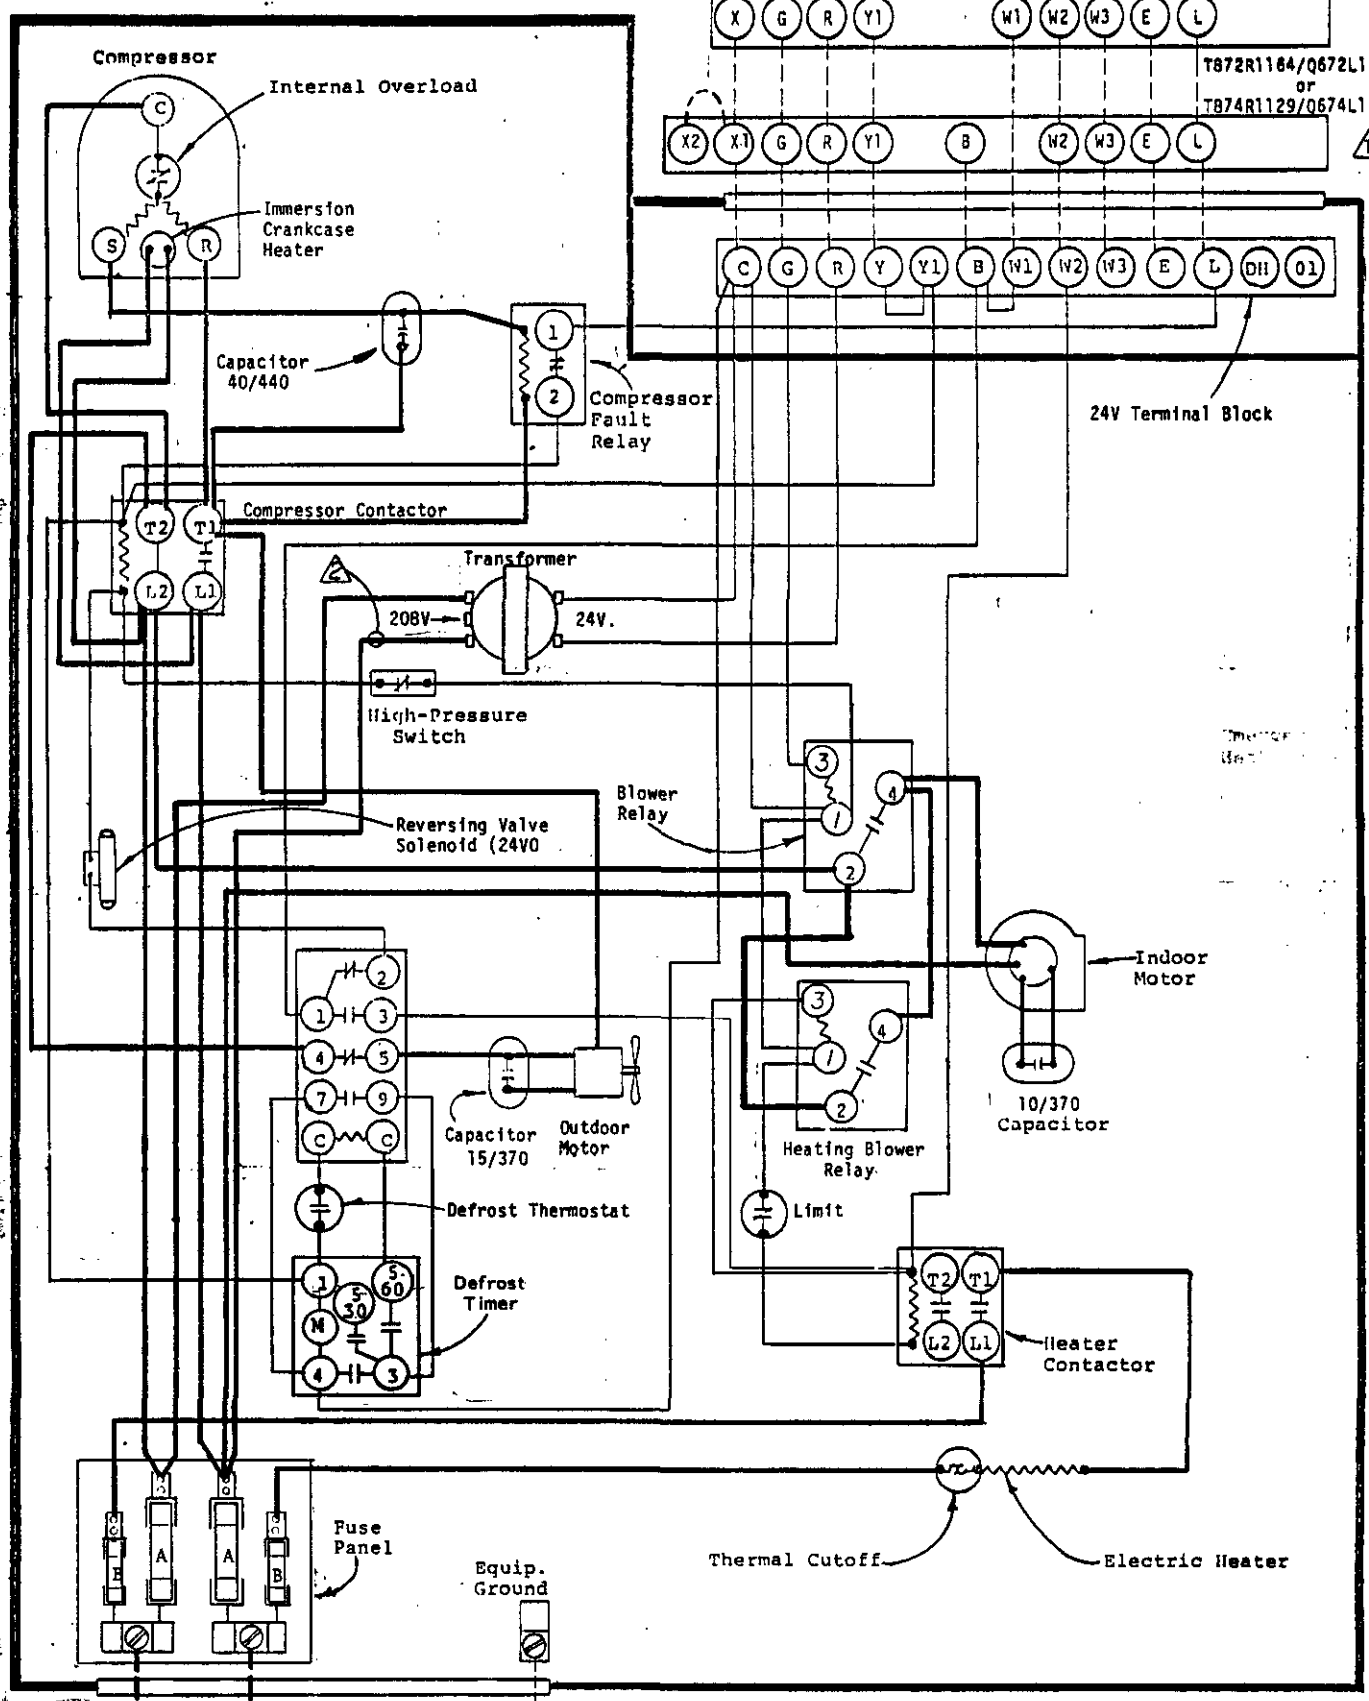 X G R Y1 W1 W2 W3 E L
T872R1164/Q672L1
or
T874R1129/Q674L1
X2 X1 G R Y1 B W2 W3 E L
C G R Y Y1 B W1 W2 W3 E L DH O1
24V Terminal Block
Compressor
Internal Overload
C
S R
Immersion
Crankcase
Heater
Capacitor
40/440
1
2
Compressor
Fault
Relay
T2 T1
L2 L1
Compressor Contactor
2
Transformer
208V
24V.
High-Pressure
Switch
Blower
Relay
3
4
1
2
Reversing Valve
Solenoid (24VO
Indoor
Motor
10/370
Capacitor
2
1 3
4 5
7 9
C C
Capacitor
15/370
Outdoor
Motor
3
4
1
2
Heating Blower
Relay
Defrost Thermostat
Limit
1
5-
30
5-
60
M
4 3
Defrost
Timer
T2 T1
L2 L1
Heater
Contactor
B A A B
Fuse
Panel
Equip.
Ground
Thermal Cutoff
Electric Heater